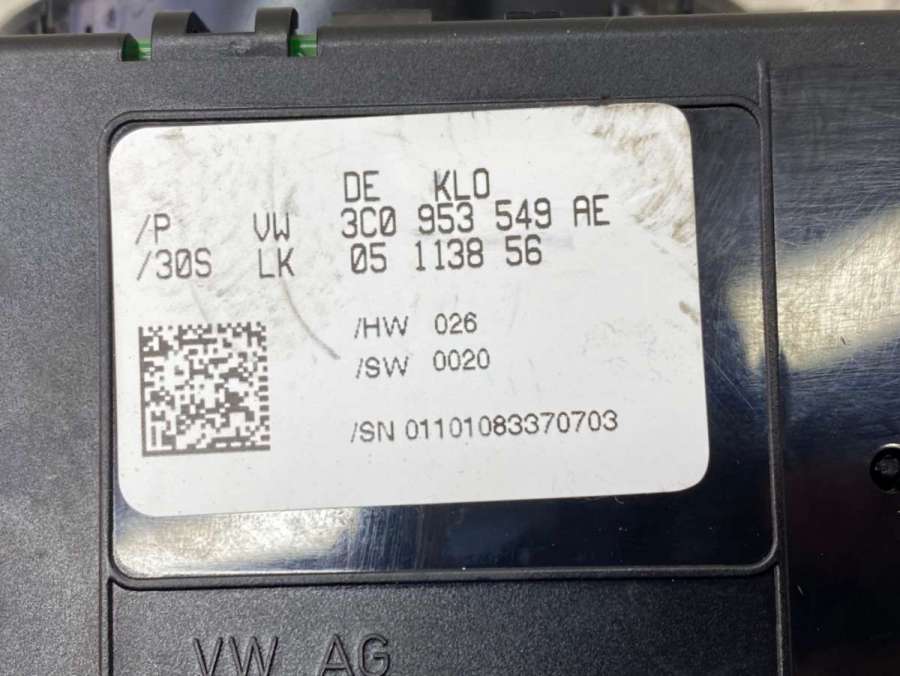 DE KLO
/P VW 3C0 953 549 AE
/30S LK 05 1138 56
/HW 026
/SW 0020
/SN 01101083370703
VW AG